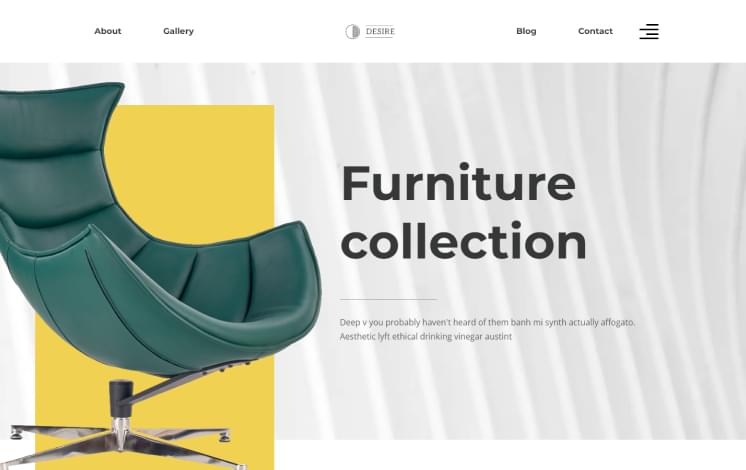 About
Gallery
DESIRE
Blog
Contact
Furniture
collection
Deep v you probably haven't heard of them banh mi synth actually affogato.
Aesthetic lyft ethical drinking vinegar austint